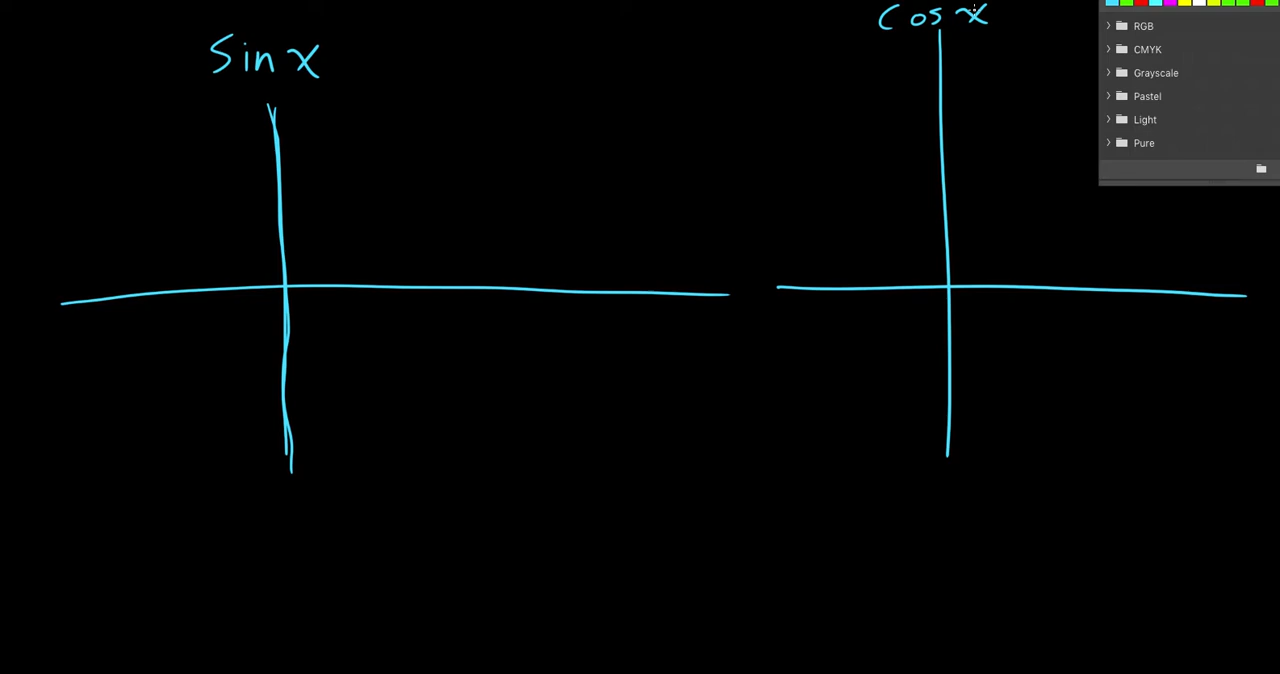 Sin x
Cos x
RGB
CMYK
Grayscale
Pastel
Light
Pure